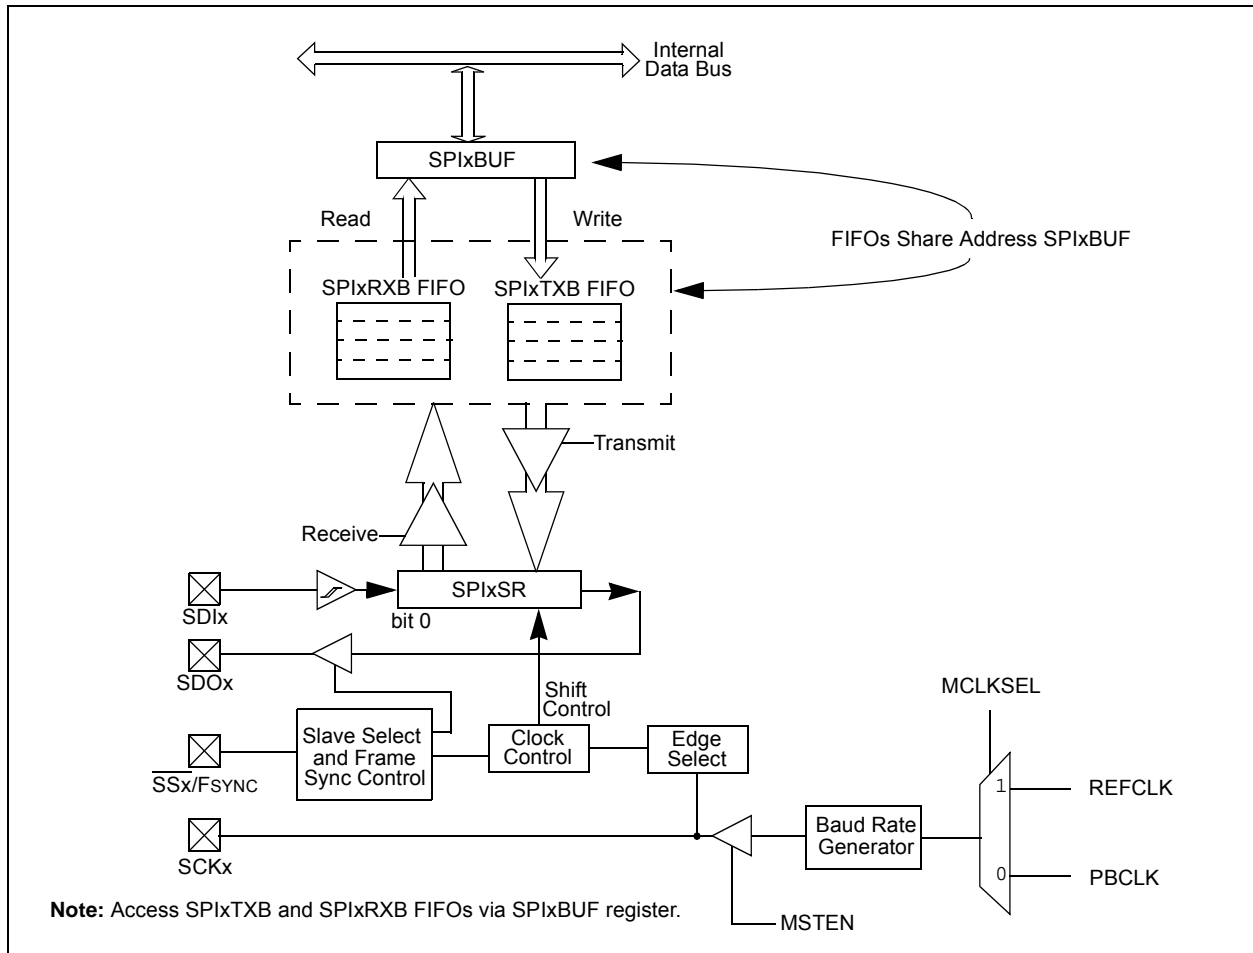 Internal
Data Bus
SPIxBUF
Read
Write
FIFOs Share Address SPIxBUF
SPIxRXB FIFO
SPIxTXB FIFO
Transmit
Receive
SPIxSR
SDIx
bit 0
SDOx
Shift
Control
MCLKSEL
Slave Select
and Frame
Sync Control
Clock
Control
Edge
Select
SSx/FSYNC
1
REFCLK
Baud Rate
Generator
SCKx
0
PBCLK
Note: Access SPIxTXB and SPIxRXB FIFOs via SPIxBUF register.
MSTEN